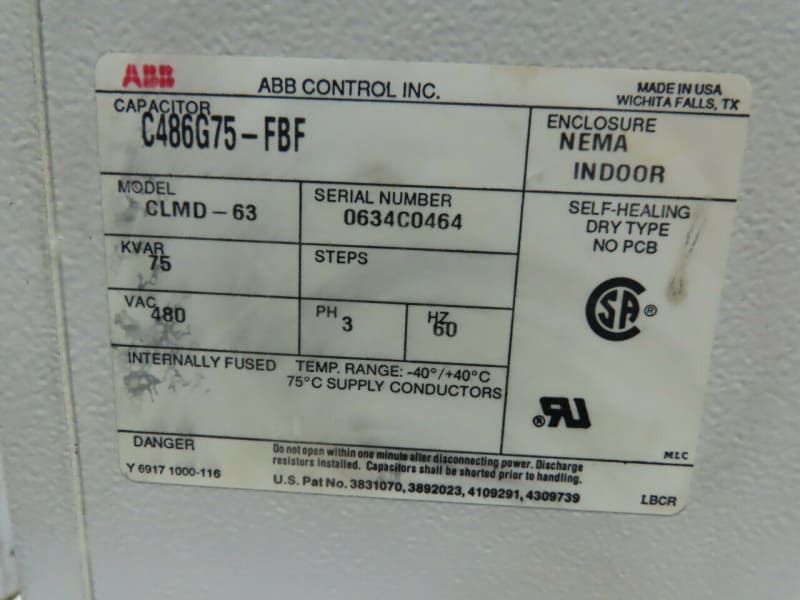 ABB
ABB CONTROL INC.
MADE IN USA
WICHITA FALLS, TX
CAPACITOR
C486G75-FBF
ENCLOSURE
NEMA
INDOOR
MODEL
CLMD-63
SERIAL NUMBER
0634C0464
SELF-HEALING
DRY TYPE
NO PCB
KVAR
75
STEPS
VAC
480
PH
3
HZ
60
SA®
INTERNALLY FUSED
TEMP. RANGE: -40°/+40°C
75°C SUPPLY CONDUCTORS
®RU
MLC
DANGER
Do not open within one minute after disconnecting power. Discharge
resistors installed. Capacitors shall be shorted prior to handling.
Y 6917 1000-116
U.S. Pat No. 3831070, 3892023, 4109291, 4309739
LBCR